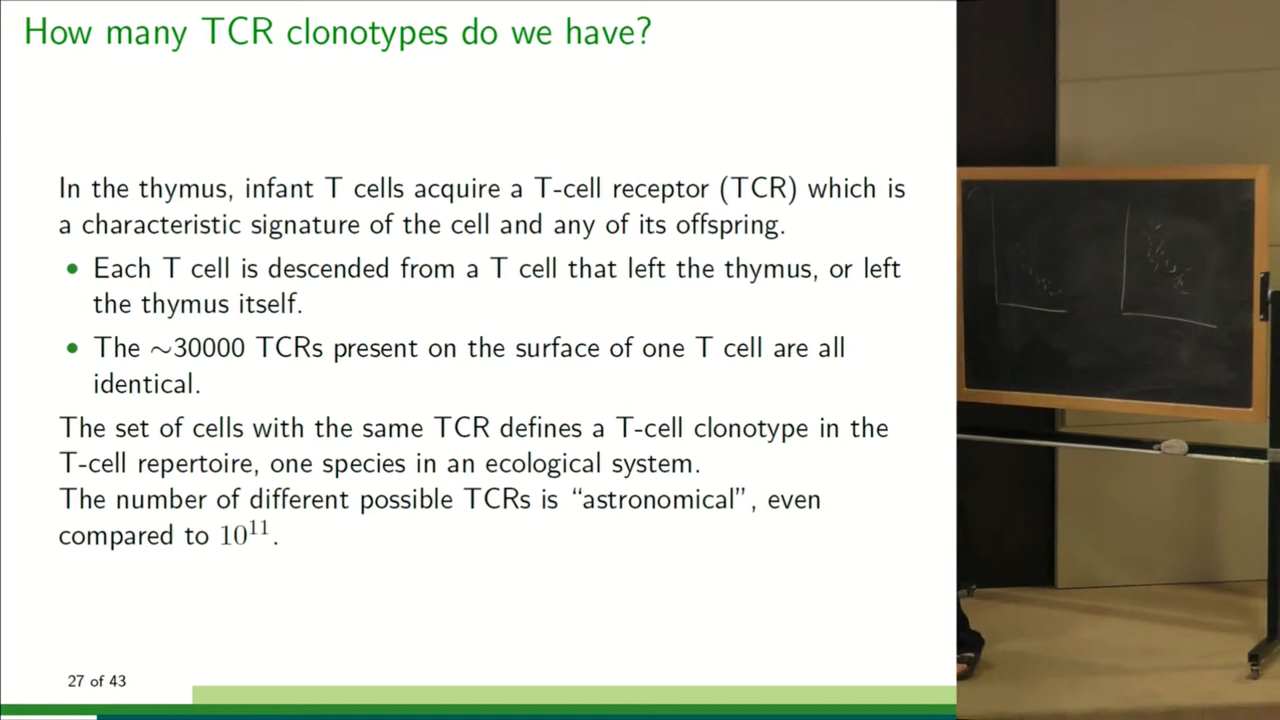 How many TCR clonotypes do we have?
In the thymus, infant T cells acquire a T-cell receptor (TCR) which is
a characteristic signature of the cell and any of its offspring.
• Each T cell is descended from a T cell that left the thymus, or left
the thymus itself.
• The ~30000 TCRs present on the surface of one T cell are all
identical.
The set of cells with the same TCR defines a T-cell clonotype in the
T-cell repertoire, one species in an ecological system.
The number of different possible TCRs is “astronomical”, even
compared to 10¹¹.
27 of 43